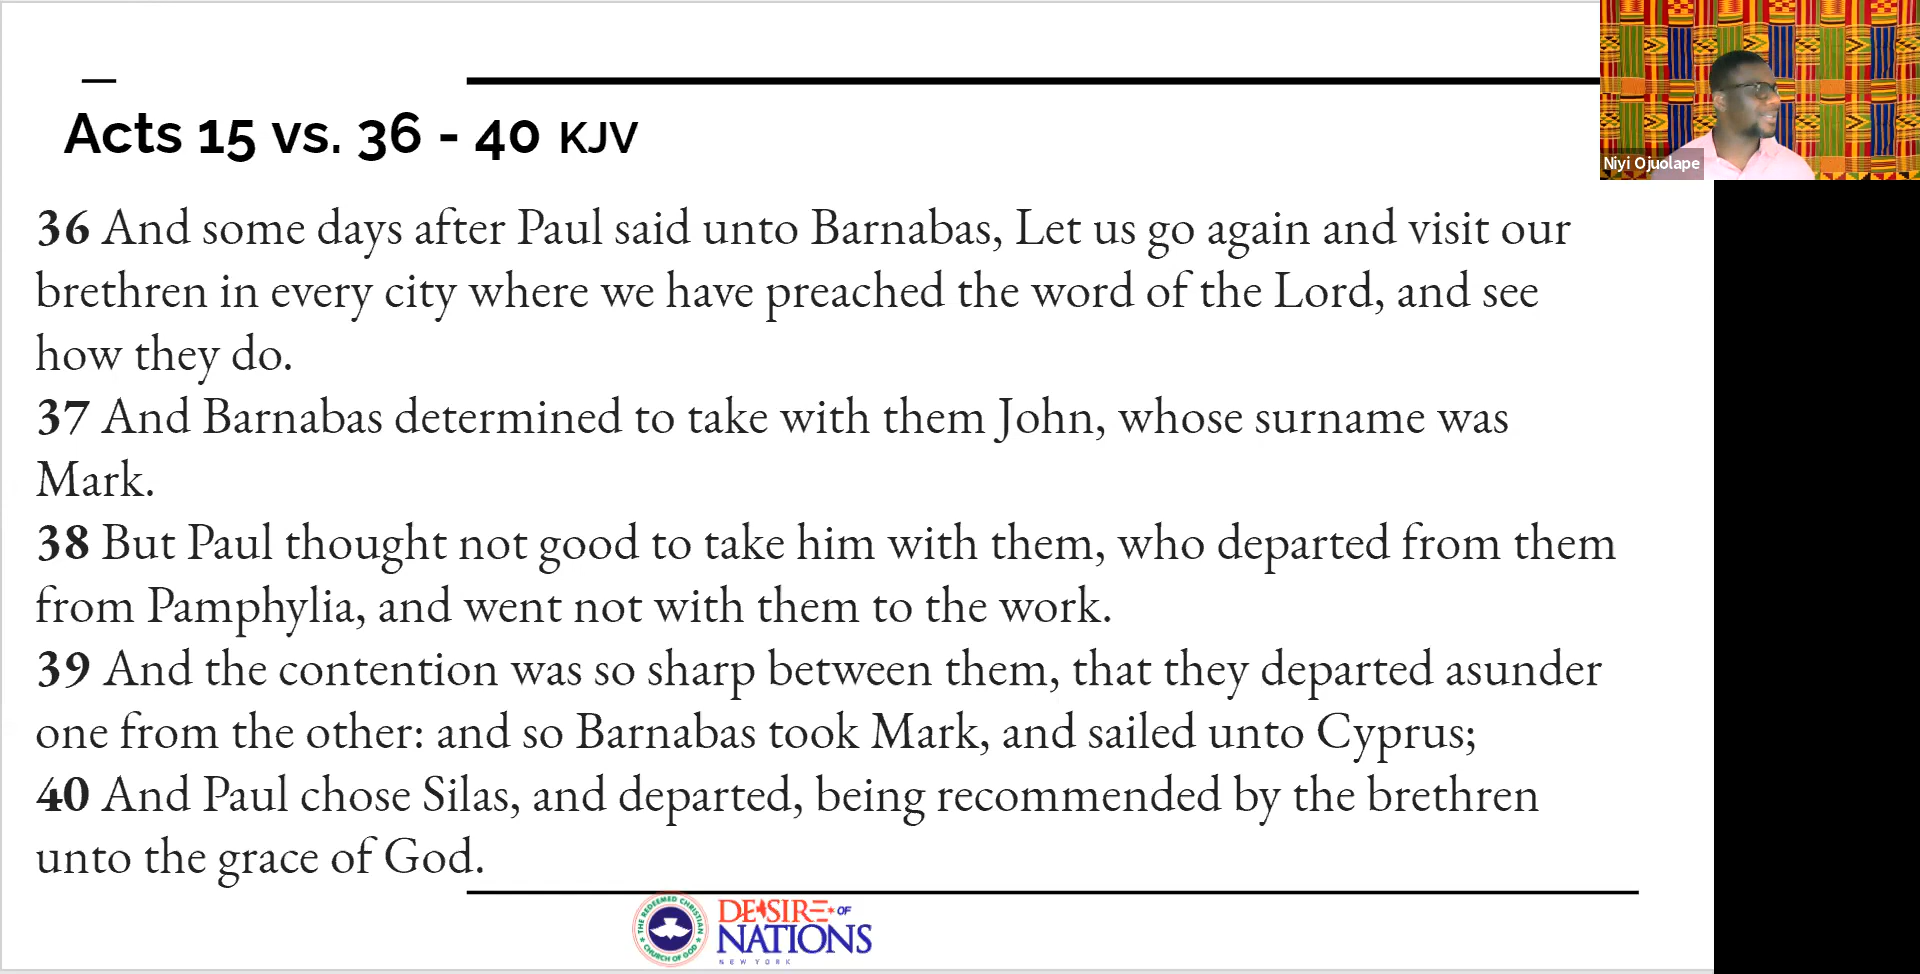 Acts 15 vs. 36 - 40 KJV
Niyi Ojuolape
36 And some days after Paul said unto Barnabas, Let us go again and visit our
brethren in every city where we have preached the word of the Lord, and see
how they do.
37 And Barnabas determined to take with them John, whose surname was
Mark.
38 But Paul thought not good to take him with them, who departed from them
from Pamphylia, and went not with them to the work.
39 And the contention was so sharp between them, that they departed asunder
one from the other: and so Barnabas took Mark, and sailed unto Cyprus;
40 And Paul chose Silas, and departed, being recommended by the brethren
unto the grace of God.
THE REDEEMED CHRISTIAN
CHURCH OF GOD
DESIRE OF
NATIONS
NEW YORK